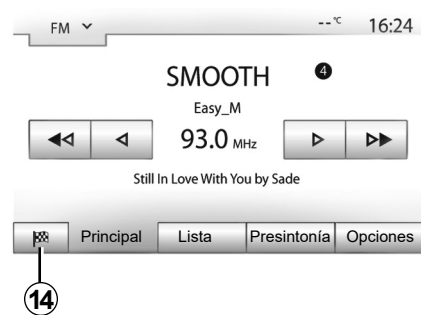 FM --°C 16:24
SMOOTH 4
Easy_M
93.0 MHz
Still In Love With You by Sade
Principal Lista Presintonía Opciones
14